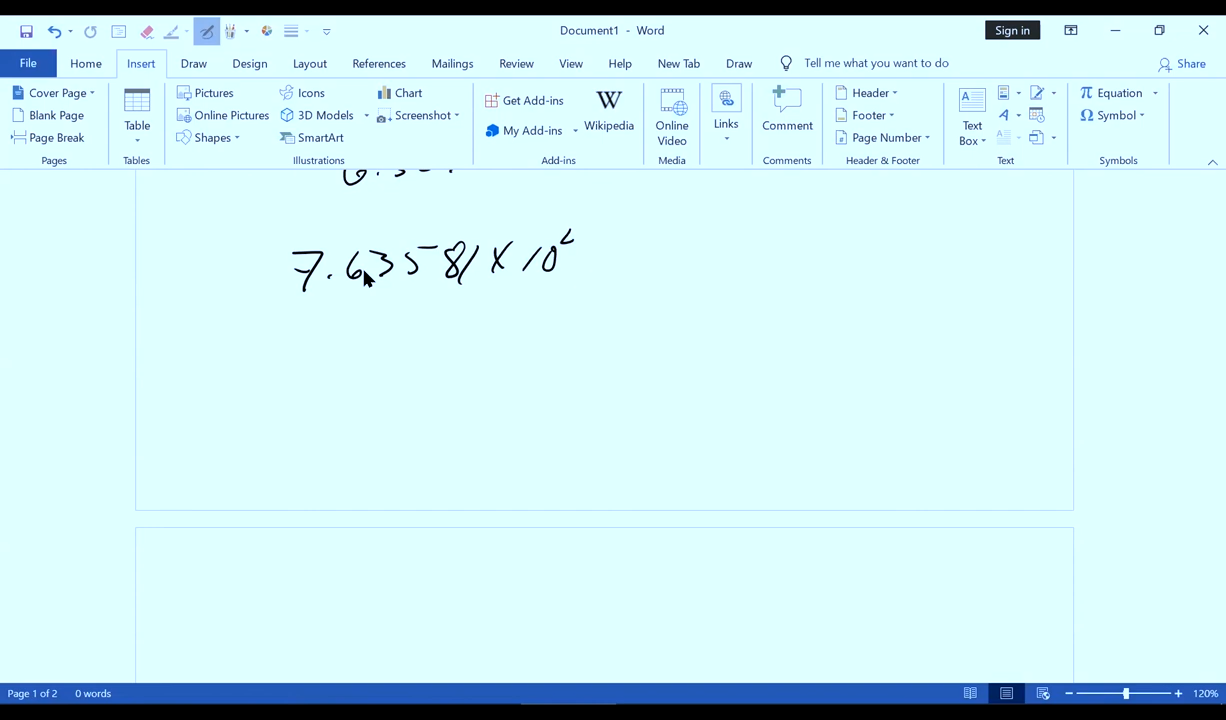 Document1 - Word
Sign in
File Home Insert Draw Design Layout References Mailings Review View Help New Tab Draw Tell me what you want to do Share
Cover Page
Blank Page
Page Break
Pages
Table
Tables
Pictures
Online Pictures
Shapes
Icons
3D Models
SmartArt
Chart
Screenshot
Illustrations
Get Add-ins
My Add-ins
Wikipedia
Add-ins
Online Video
Media
Links
Comment
Comments
Header
Footer
Page Number
Header & Footer
Text Box
Text
Equation
Symbol
Symbols
7.63581 X 10²
Page 1 of 2 0 words
120%